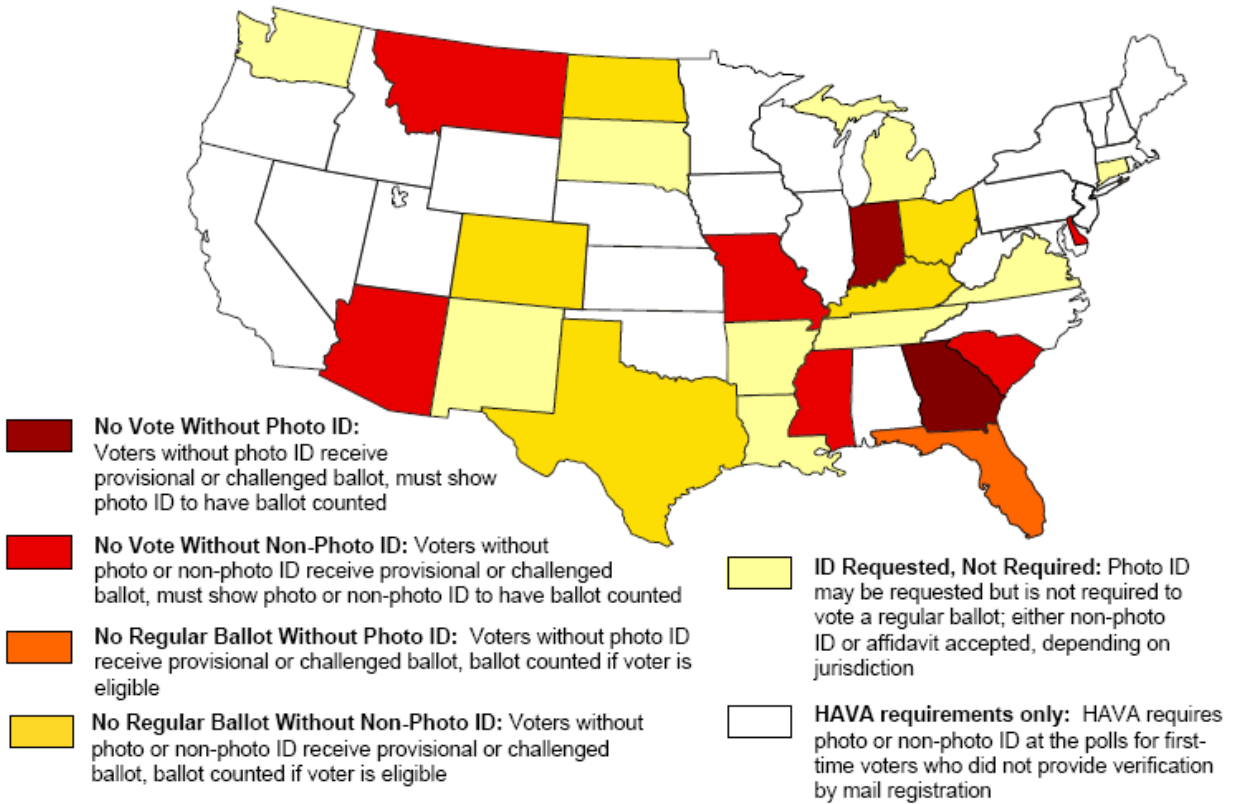 No Vote Without Photo ID:
Voters without photo ID receive
provisional or challenged ballot, must show
photo ID to have ballot counted
No Vote Without Non-Photo ID: Voters without
photo or non-photo ID receive provisional or challenged
ballot, must show photo or non-photo ID to have ballot counted
No Regular Ballot Without Photo ID: Voters without photo ID
receive provisional or challenged ballot, ballot counted if voter is
eligible
No Regular Ballot Without Non-Photo ID: Voters without
photo or non-photo ID receive provisional or challenged
ballot, ballot counted if voter is eligible
ID Requested, Not Required: Photo ID
may be requested but is not required to
vote a regular ballot; either non-photo
ID or affidavit accepted, depending on
jurisdiction
HAVA requirements only: HAVA requires
photo or non-photo ID at the polls for first-
time voters who did not provide verification
by mail registration